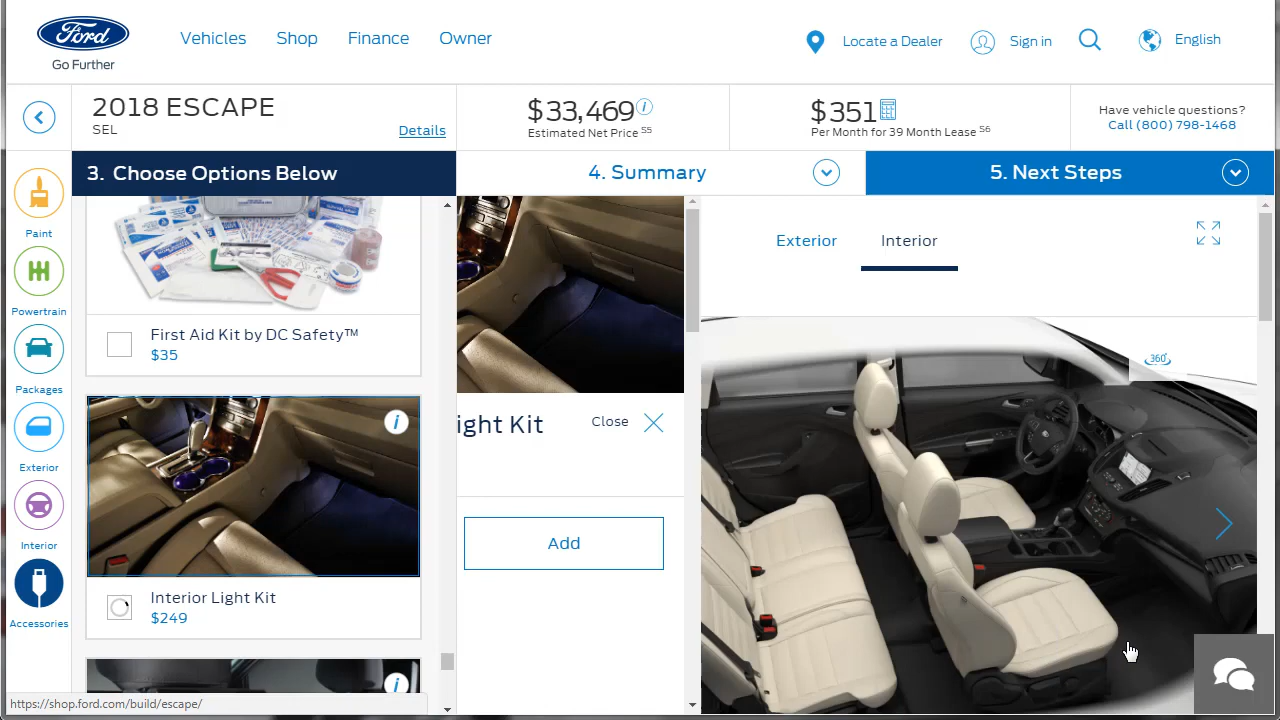 Ford
Go Further
Vehicles
Shop
Finance
Owner
Locate a Dealer
Sign in
English
2018 ESCAPE
SEL
Details
$33,469 i
Estimated Net Price S5
$351
Per Month for 39 Month Lease S6
Have vehicle questions?
Call (800) 798-1468
3. Choose Options Below
4. Summary
5. Next Steps
Paint
Powertrain
Packages
Exterior
Interior
Accessories
First Aid Kit by DC Safety™
$35
i
Interior Light Kit
$249
i
ight Kit
Close
Add
Exterior
Interior
360°
https://shop.ford.com/build/escape/